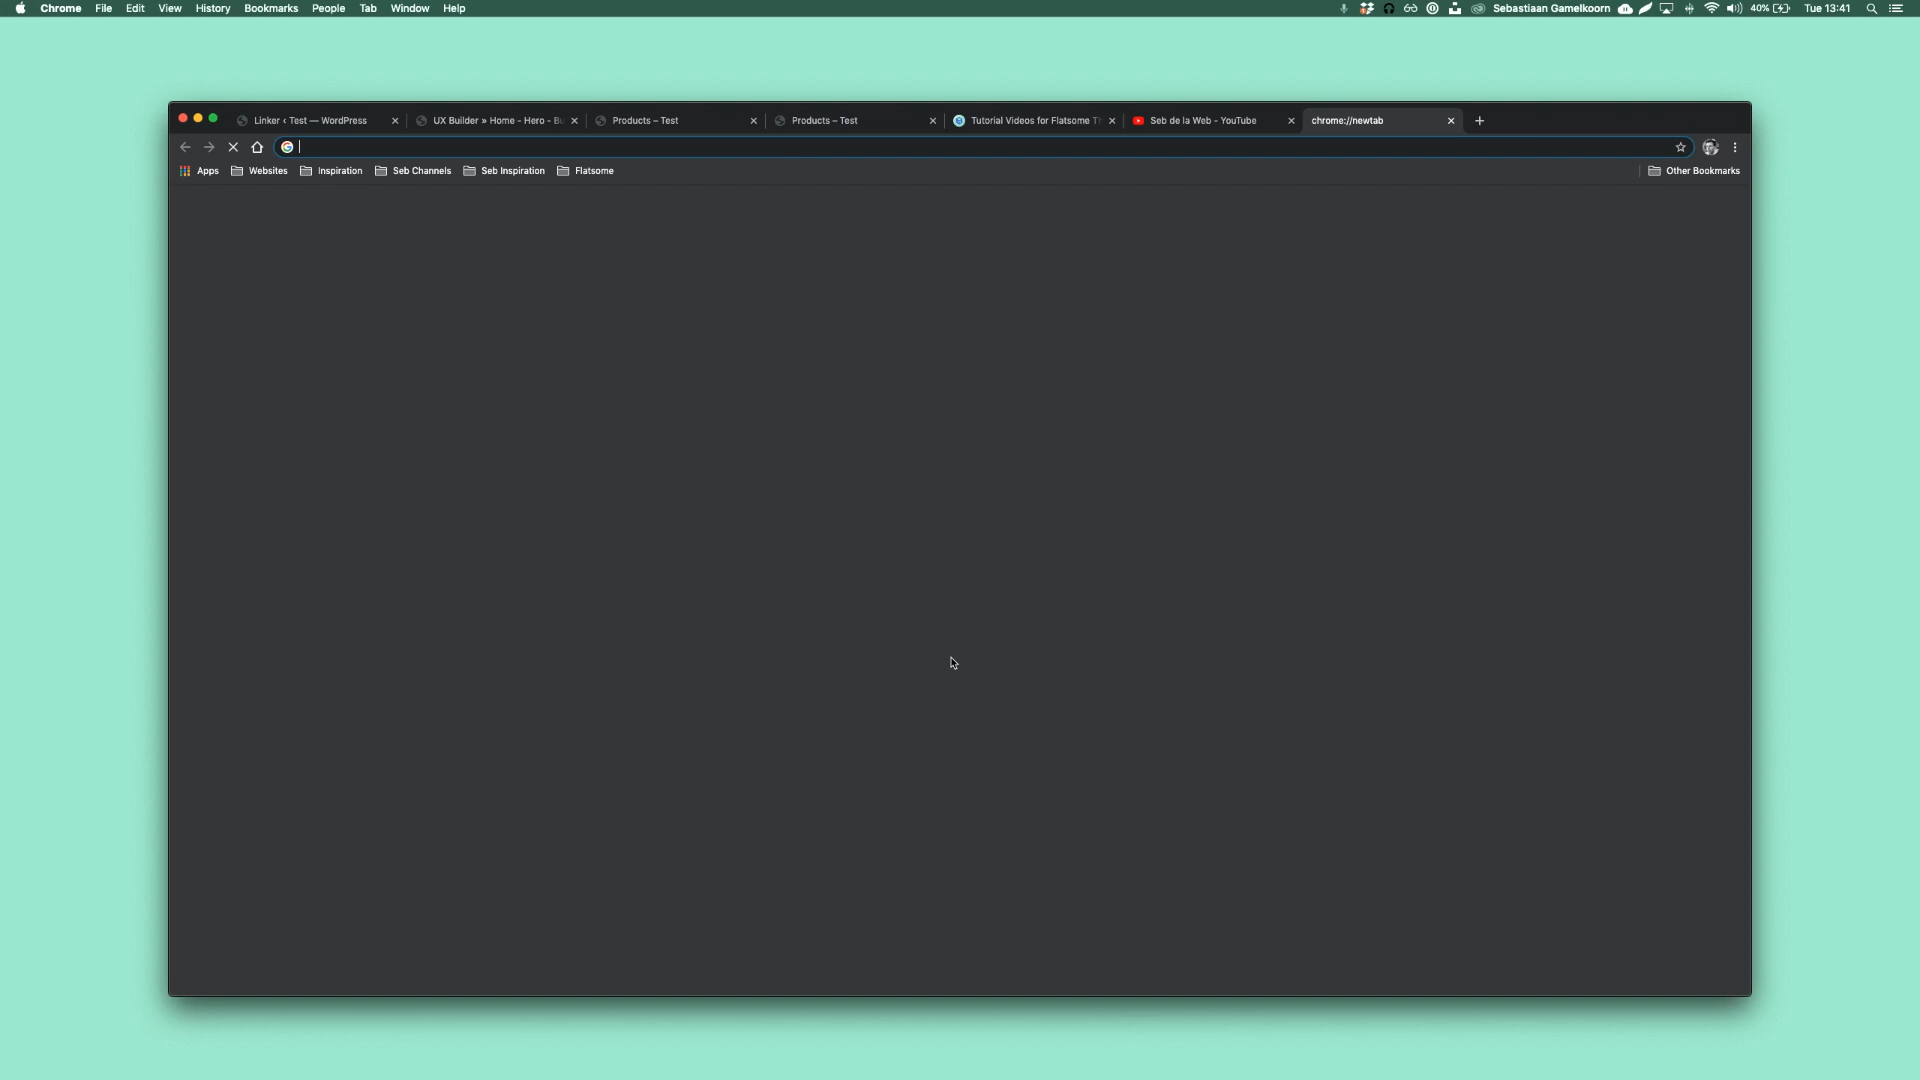 Chrome File Edit View History Bookmarks People Tab Window Help Sebastiaan Gamelkoorn 40% Tue 13:41
Linker ‹ Test — WordPress UX Builder » Home - Hero - Bu Products – Test Products – Test Tutorial Videos for Flatsome Seb de la Web - YouTube chrome://newtab
Apps Websites Inspiration Seb Channels Seb Inspiration Flatsome Other Bookmarks